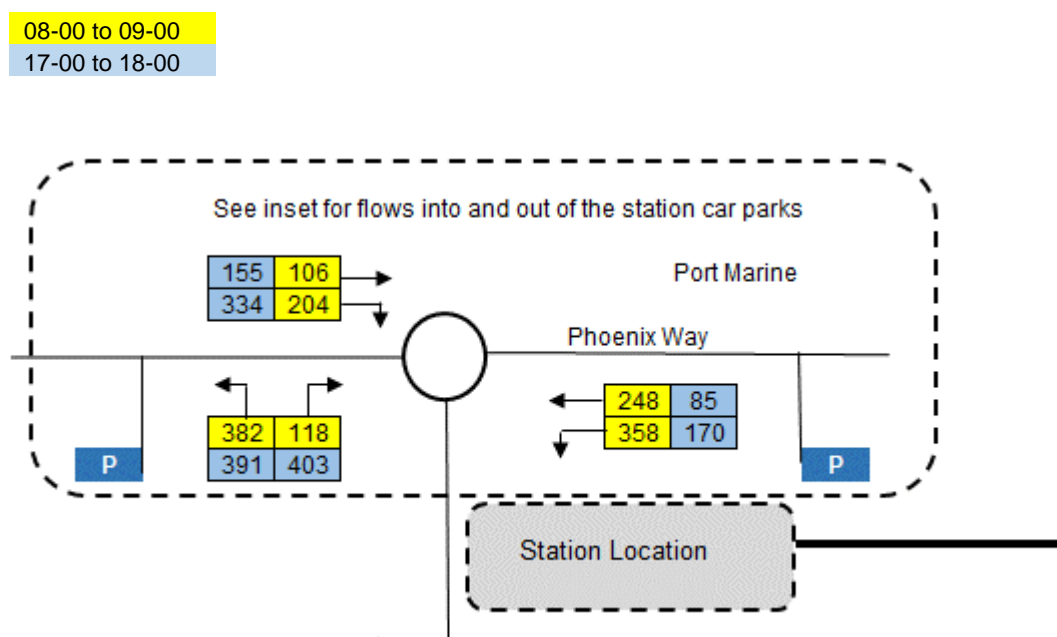 08-00 to 09-00
17-00 to 18-00
See inset for flows into and out of the station car parks
155 106
334 204
Port Marine
Phoenix Way
382 118
391 403
248 85
358 170
P
P
Station Location